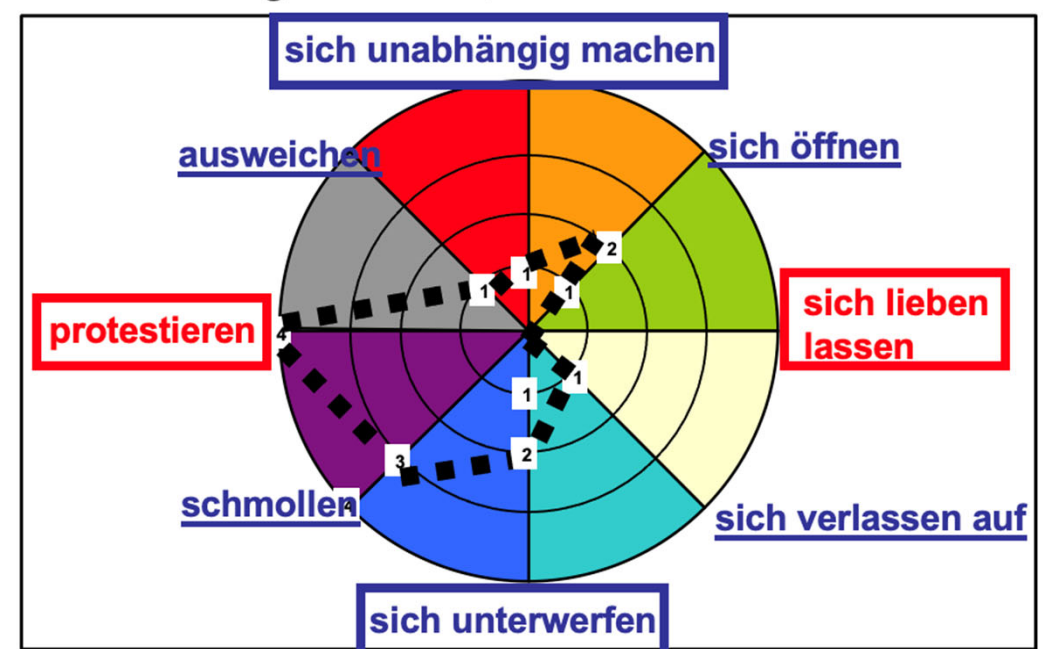 sich unabhängig machen
ausweichen
sich öffnen
2
1
1
1
protestieren
4
sich lieben
lassen
1
1
2
3
schmollen
4
sich verlassen auf
sich unterwerfen